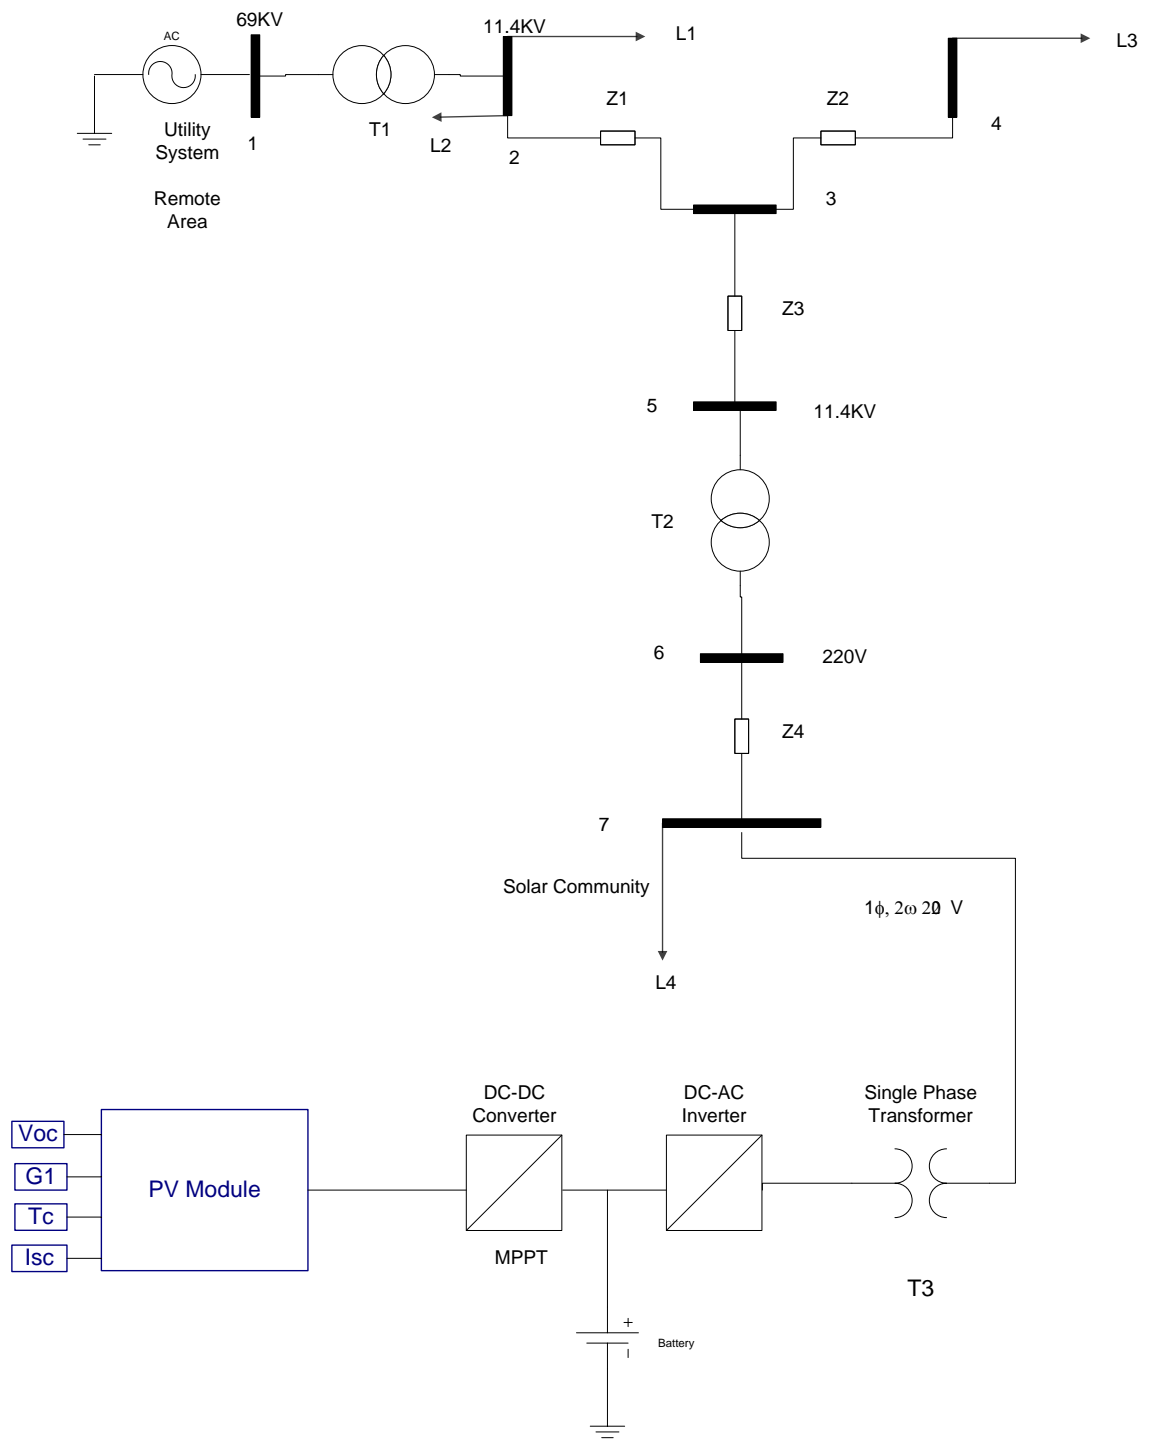 69KV
AC
11.4KV
L1
L3
Z1
Z2
T1
4
Utility
System
1
L2
2
Remote
Area
3
Z3
5
11.4KV
T2
6
220V
Z4
7
Solar Community
1ϕ, 2ω V
L4
DC-DC
Converter
DC-AC
Inverter
Single Phase
Transformer
Voc
G1
PV Module
Tc
Isc
MPPT
T3
+
Battery